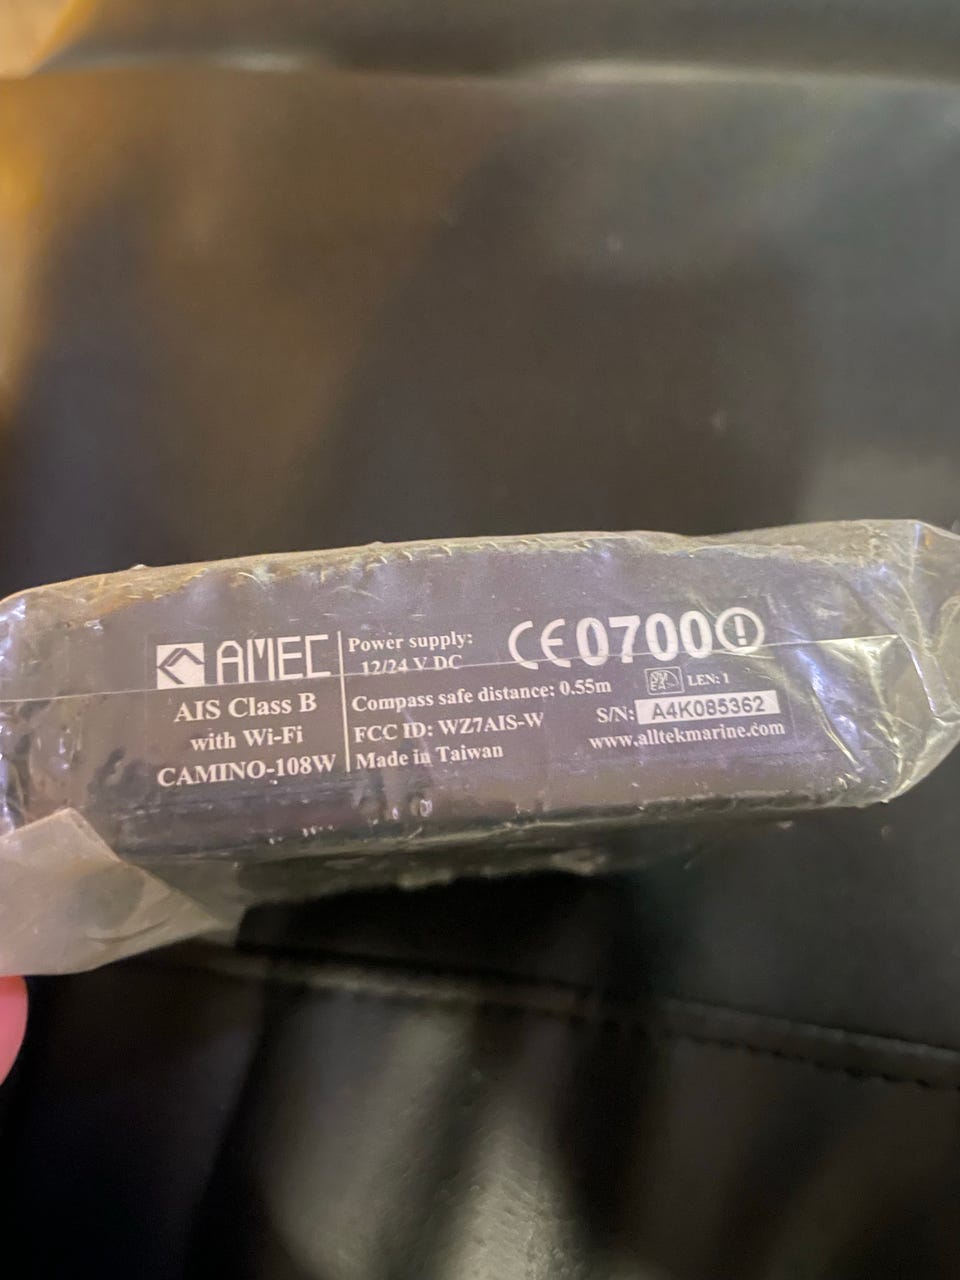 AMEC
AIS Class B
with Wi-Fi
CAMINO-108W
Power supply:
12/24 V DC
Compass safe distance: 0.55m
FCC ID: WZ7AIS-W
Made in Taiwan
CE0700
LEN: 1
S/N: A4K085362
www.alltekmarine.com